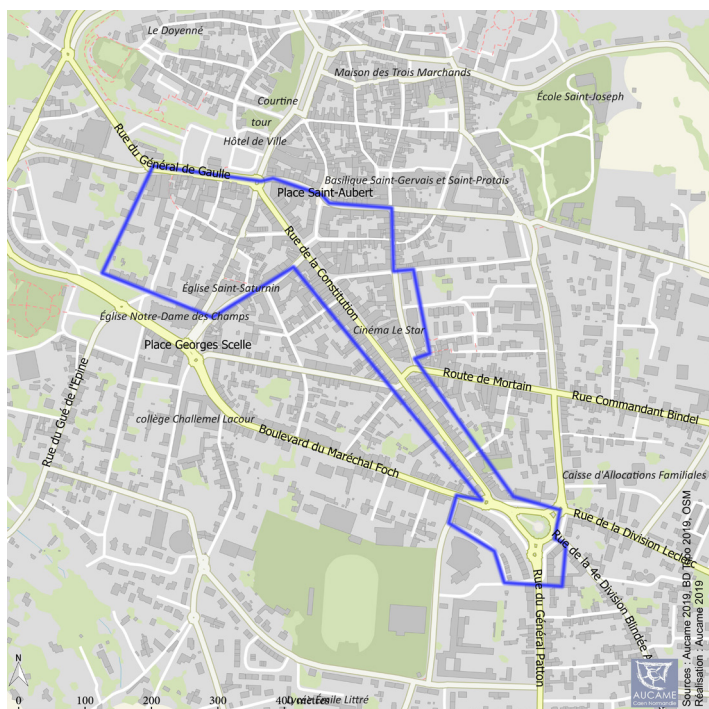 Le Doyenné
Maison des Trois Marchands
École Saint-Joseph
Courtine
tour
Hôtel de Ville
Rue du Général de Gaulle
Basilique Saint-Gervais et Saint-Protais
Place Saint-Aubert
Rue de la Constitution
Église Saint-Saturnin
Église Notre-Dame des Champs
Cinéma Le Star
Place Georges Scelle
Route de Mortain
Rue Commandant Bindel
Rue du Gué de l'Epine
collège Challemel Lacour
Boulevard du Maréchal Foch
Caisse d'Allocations Familiales
Rue de la Division Leclerc
Rue de la 4e Division Blindée A
Rue du Général Patton
Sources : Aucame 2019, BD Topo 2019, OSM
Réalisation : Aucame 2019
N
0 100 200 300 400
Lycée Émile Littré
AUCAME
Caen Normandie